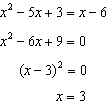 x² − 5x + 3 = x − 6
x² − 6x + 9 = 0
(x − 3)² = 0
x = 3